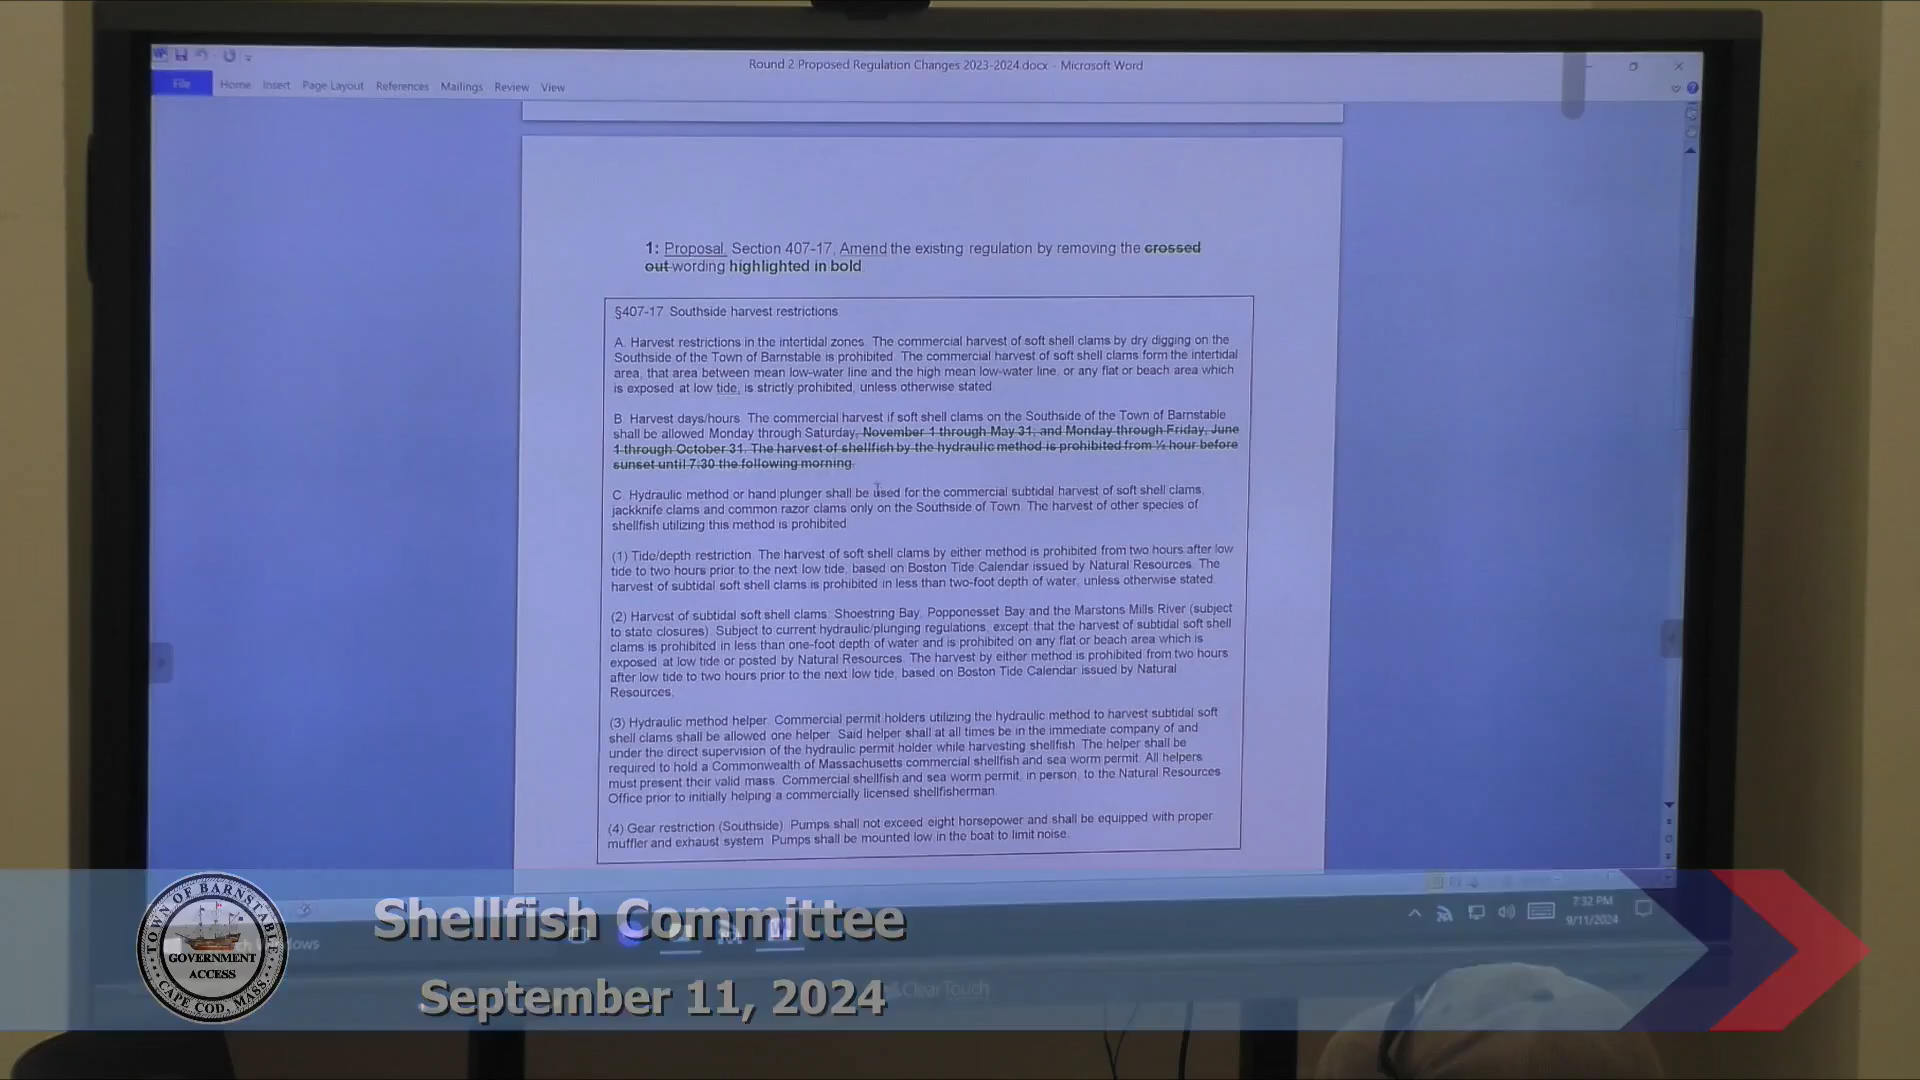 Round 2 Proposed Regulation Changes 2023-2024.docx - Microsoft Word
File Home Insert Page Layout References Mailings Review View
1: Proposal. Section 407-17, Amend the existing regulation by removing the crossed
out wording highlighted in bold.
§407-17. Southside harvest restrictions
A. Harvest restrictions in the intertidal zones. The commercial harvest of soft shell clams by dry digging on the
Southside of the Town of Barnstable is prohibited. The commercial harvest of soft shell clams form the intertidal
area, that area between mean low-water line and the high mean low-water line, or any flat or beach area which
is exposed at low tide, is strictly prohibited, unless otherwise stated.
B. Harvest days/hours. The commercial harvest if soft shell clams on the Southside of the Town of Barnstable
shall be allowed Monday through Saturday, November 1 through May 31, and Monday through Friday, June
1 through October 31. The harvest of shellfish by the hydraulic method is prohibited from ½ hour before
sunset until 7:30 the following morning.
C. Hydraulic method or hand plunger shall be used for the commercial subtidal harvest of soft shell clams,
jackknife clams and common razor clams only on the Southside of Town. The harvest of other species of
shellfish utilizing this method is prohibited.
(1) Tide/depth restriction. The harvest of soft shell clams by either method is prohibited from two hours after low
tide to two hours prior to the next low tide, based on Boston Tide Calendar issued by Natural Resources. The
harvest of subtidal soft shell clams is prohibited in less than two-foot depth of water, unless otherwise stated.
(2) Harvest of subtidal soft shell clams. Shoestring Bay, Popponesset Bay and the Marstons Mills River (subject
to state closures). Subject to current hydraulic/plunging regulations, except that the harvest of subtidal soft shell
clams is prohibited in less than one-foot depth of water and is prohibited on any flat or beach area which is
exposed at low tide or posted by Natural Resources. The harvest by either method is prohibited from two hours
after low tide to two hours prior to the next low tide, based on Boston Tide Calendar issued by Natural
Resources.
(3) Hydraulic method helper. Commercial permit holders utilizing the hydraulic method to harvest subtidal soft
shell clams shall be allowed one helper. Said helper shall at all times be in the immediate company of and
under the direct supervision of the hydraulic permit holder while harvesting shellfish. The helper shall be
required to hold a Commonwealth of Massachusetts commercial shellfish and sea worm permit. All helpers
must present their valid mass. Commercial shellfish and sea worm permit, in person, to the Natural Resources
Office prior to initially helping a commercially licensed shellfisherman.
(4) Gear restriction (Southside). Pumps shall not exceed eight horsepower and shall be equipped with proper
muffler and exhaust system. Pumps shall be mounted low in the boat to limit noise.
7:32 PM
9/11/2024
ClearTouch
TOWN OF BARNSTABLE
GOVERNMENT
ACCESS
CAPE COD, MASS.
Shellfish Committee
September 11, 2024